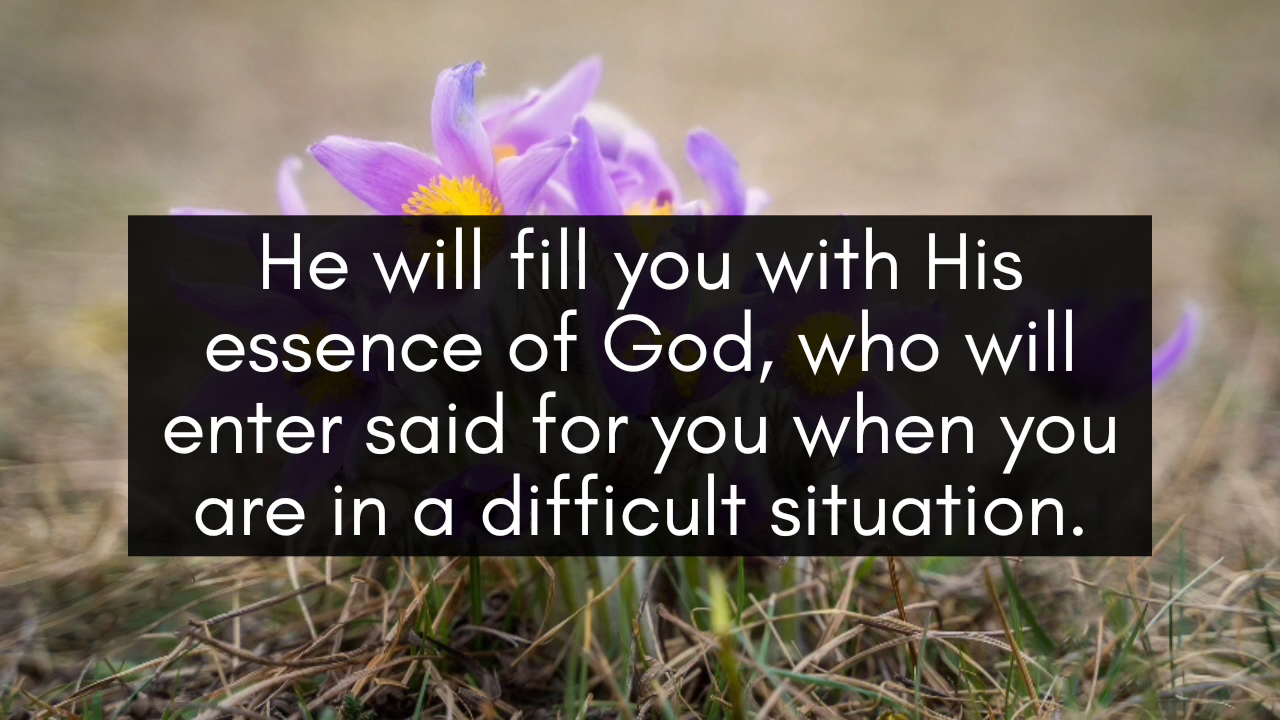 He will fill you with His
essence of God, who will
enter said for you when you
are in a difficult situation.